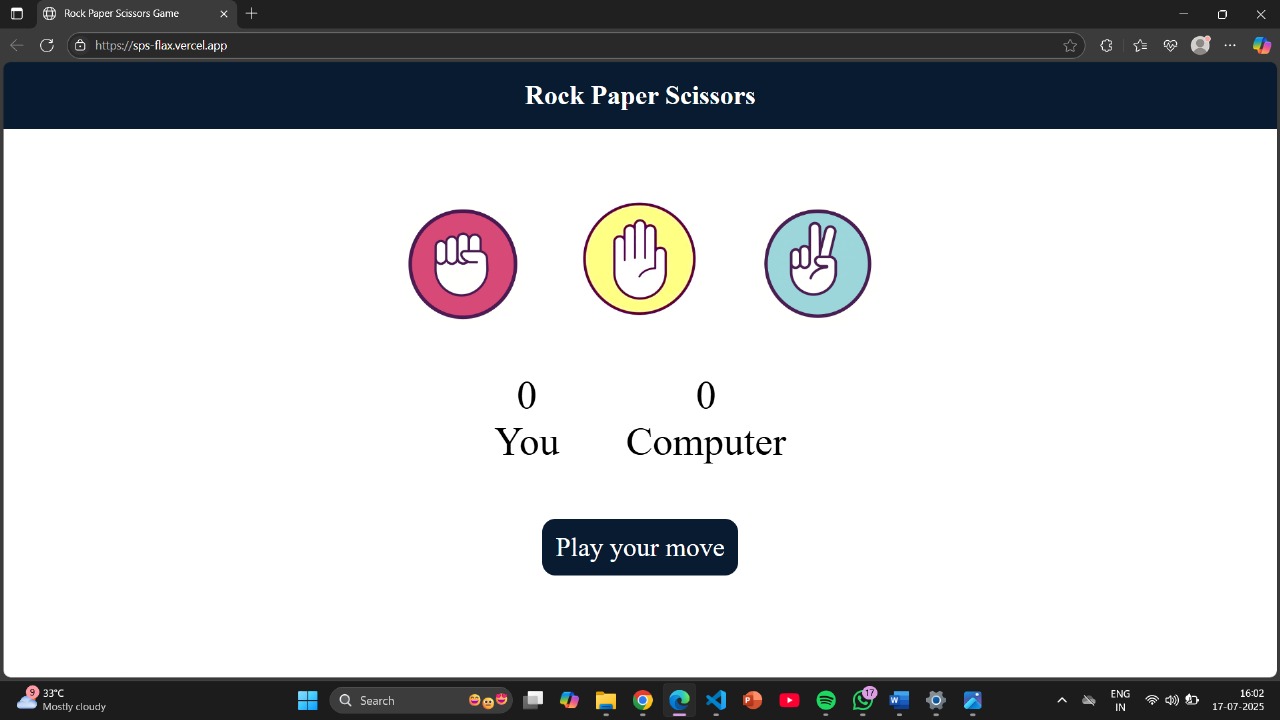 Rock Paper Scissors Game
https://sps-flax.vercel.app
Rock Paper Scissors
0
You
0
Computer
Play your move
9
33°C
Mostly cloudy
Search
17
ENG
IN
16:02
17-07-2025